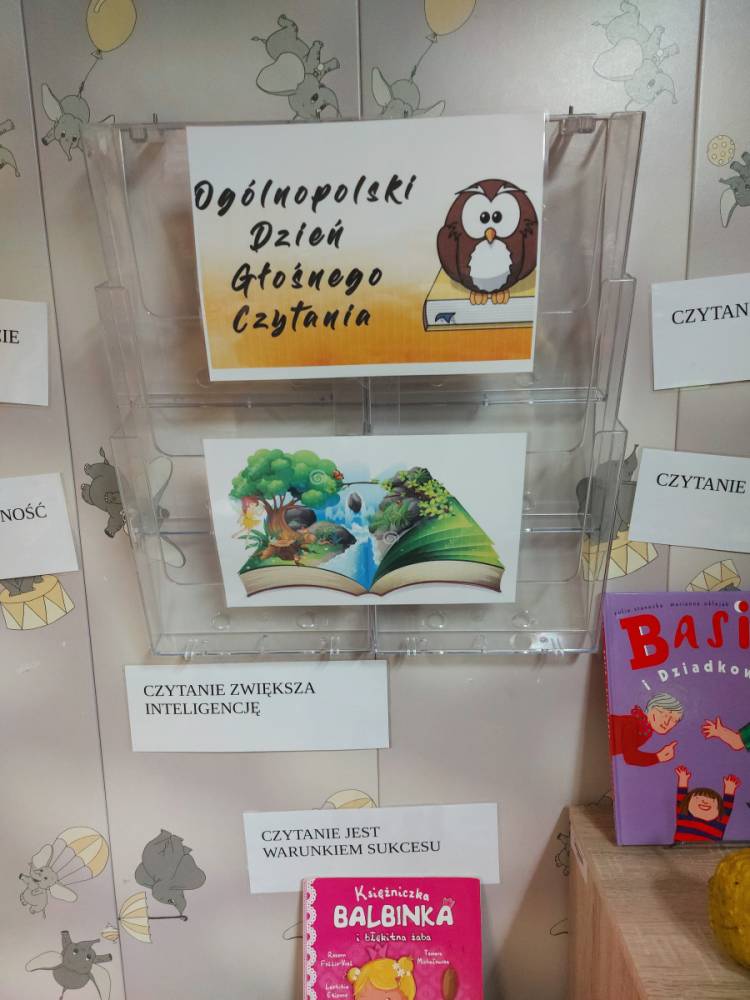 Ogólnopolski
Dzień
Głośnego
Czytania
CZYTAN
CZYTANIE
NOŚĆ
CZYTANIE ZWIĘKSZA
INTELIGENCJĘ
CZYTANIE JEST
WARUNKIEM SUKCESU
BASI
i Dziadkow
Księżniczka
BALBINKA
i błękitna żaba